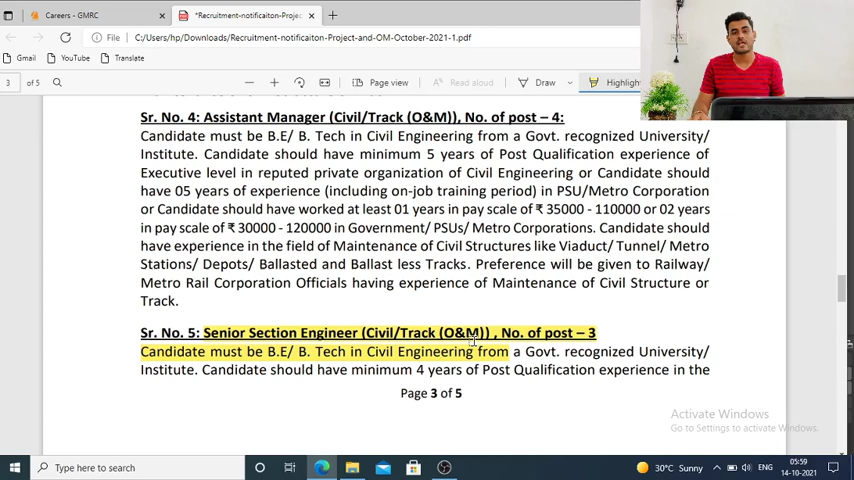 Careers - GMRC
*Recruitment-notificaiton-Projec
File C:/Users/hp/Downloads/Recruitment-notification-Project-and-OM-October-2021-1.pdf
Gmail YouTube Translate
3 of 5 Page view Read aloud Draw Highligh
Sr. No. 4: Assistant Manager (Civil/Track (O&M)), No. of post – 4:
Candidate must be B.E/ B. Tech in Civil Engineering from a Govt. recognized University/
Institute. Candidate should have minimum 5 years of Post Qualification experience of
Executive level in reputed private organization of Civil Engineering or Candidate should
have 05 years of experience (including on-job training period) in PSU/Metro Corporation
or Candidate should have worked at least 01 years in pay scale of ₹ 35000 - 110000 or 02 years
in pay scale of ₹ 30000 - 120000 in Government/ PSUs/ Metro Corporations. Candidate should
have experience in the field of Maintenance of Civil Structures like Viaduct/ Tunnel/ Metro
Stations/ Depots/ Ballasted and Ballast less Tracks. Preference will be given to Railway/
Metro Rail Corporation Officials having experience of Maintenance of Civil Structure or
Track.
Sr. No. 5: Senior Section Engineer (Civil/Track (O&M)) , No. of post – 3
Candidate must be B.E/ B. Tech in Civil Engineering from a Govt. recognized University/
Institute. Candidate should have minimum 4 years of Post Qualification experience in the
Page 3 of 5
Activate Windows
Go to Settings to activate Windows.
Type here to search
30°C Sunny ENG 05:59
14-10-2021